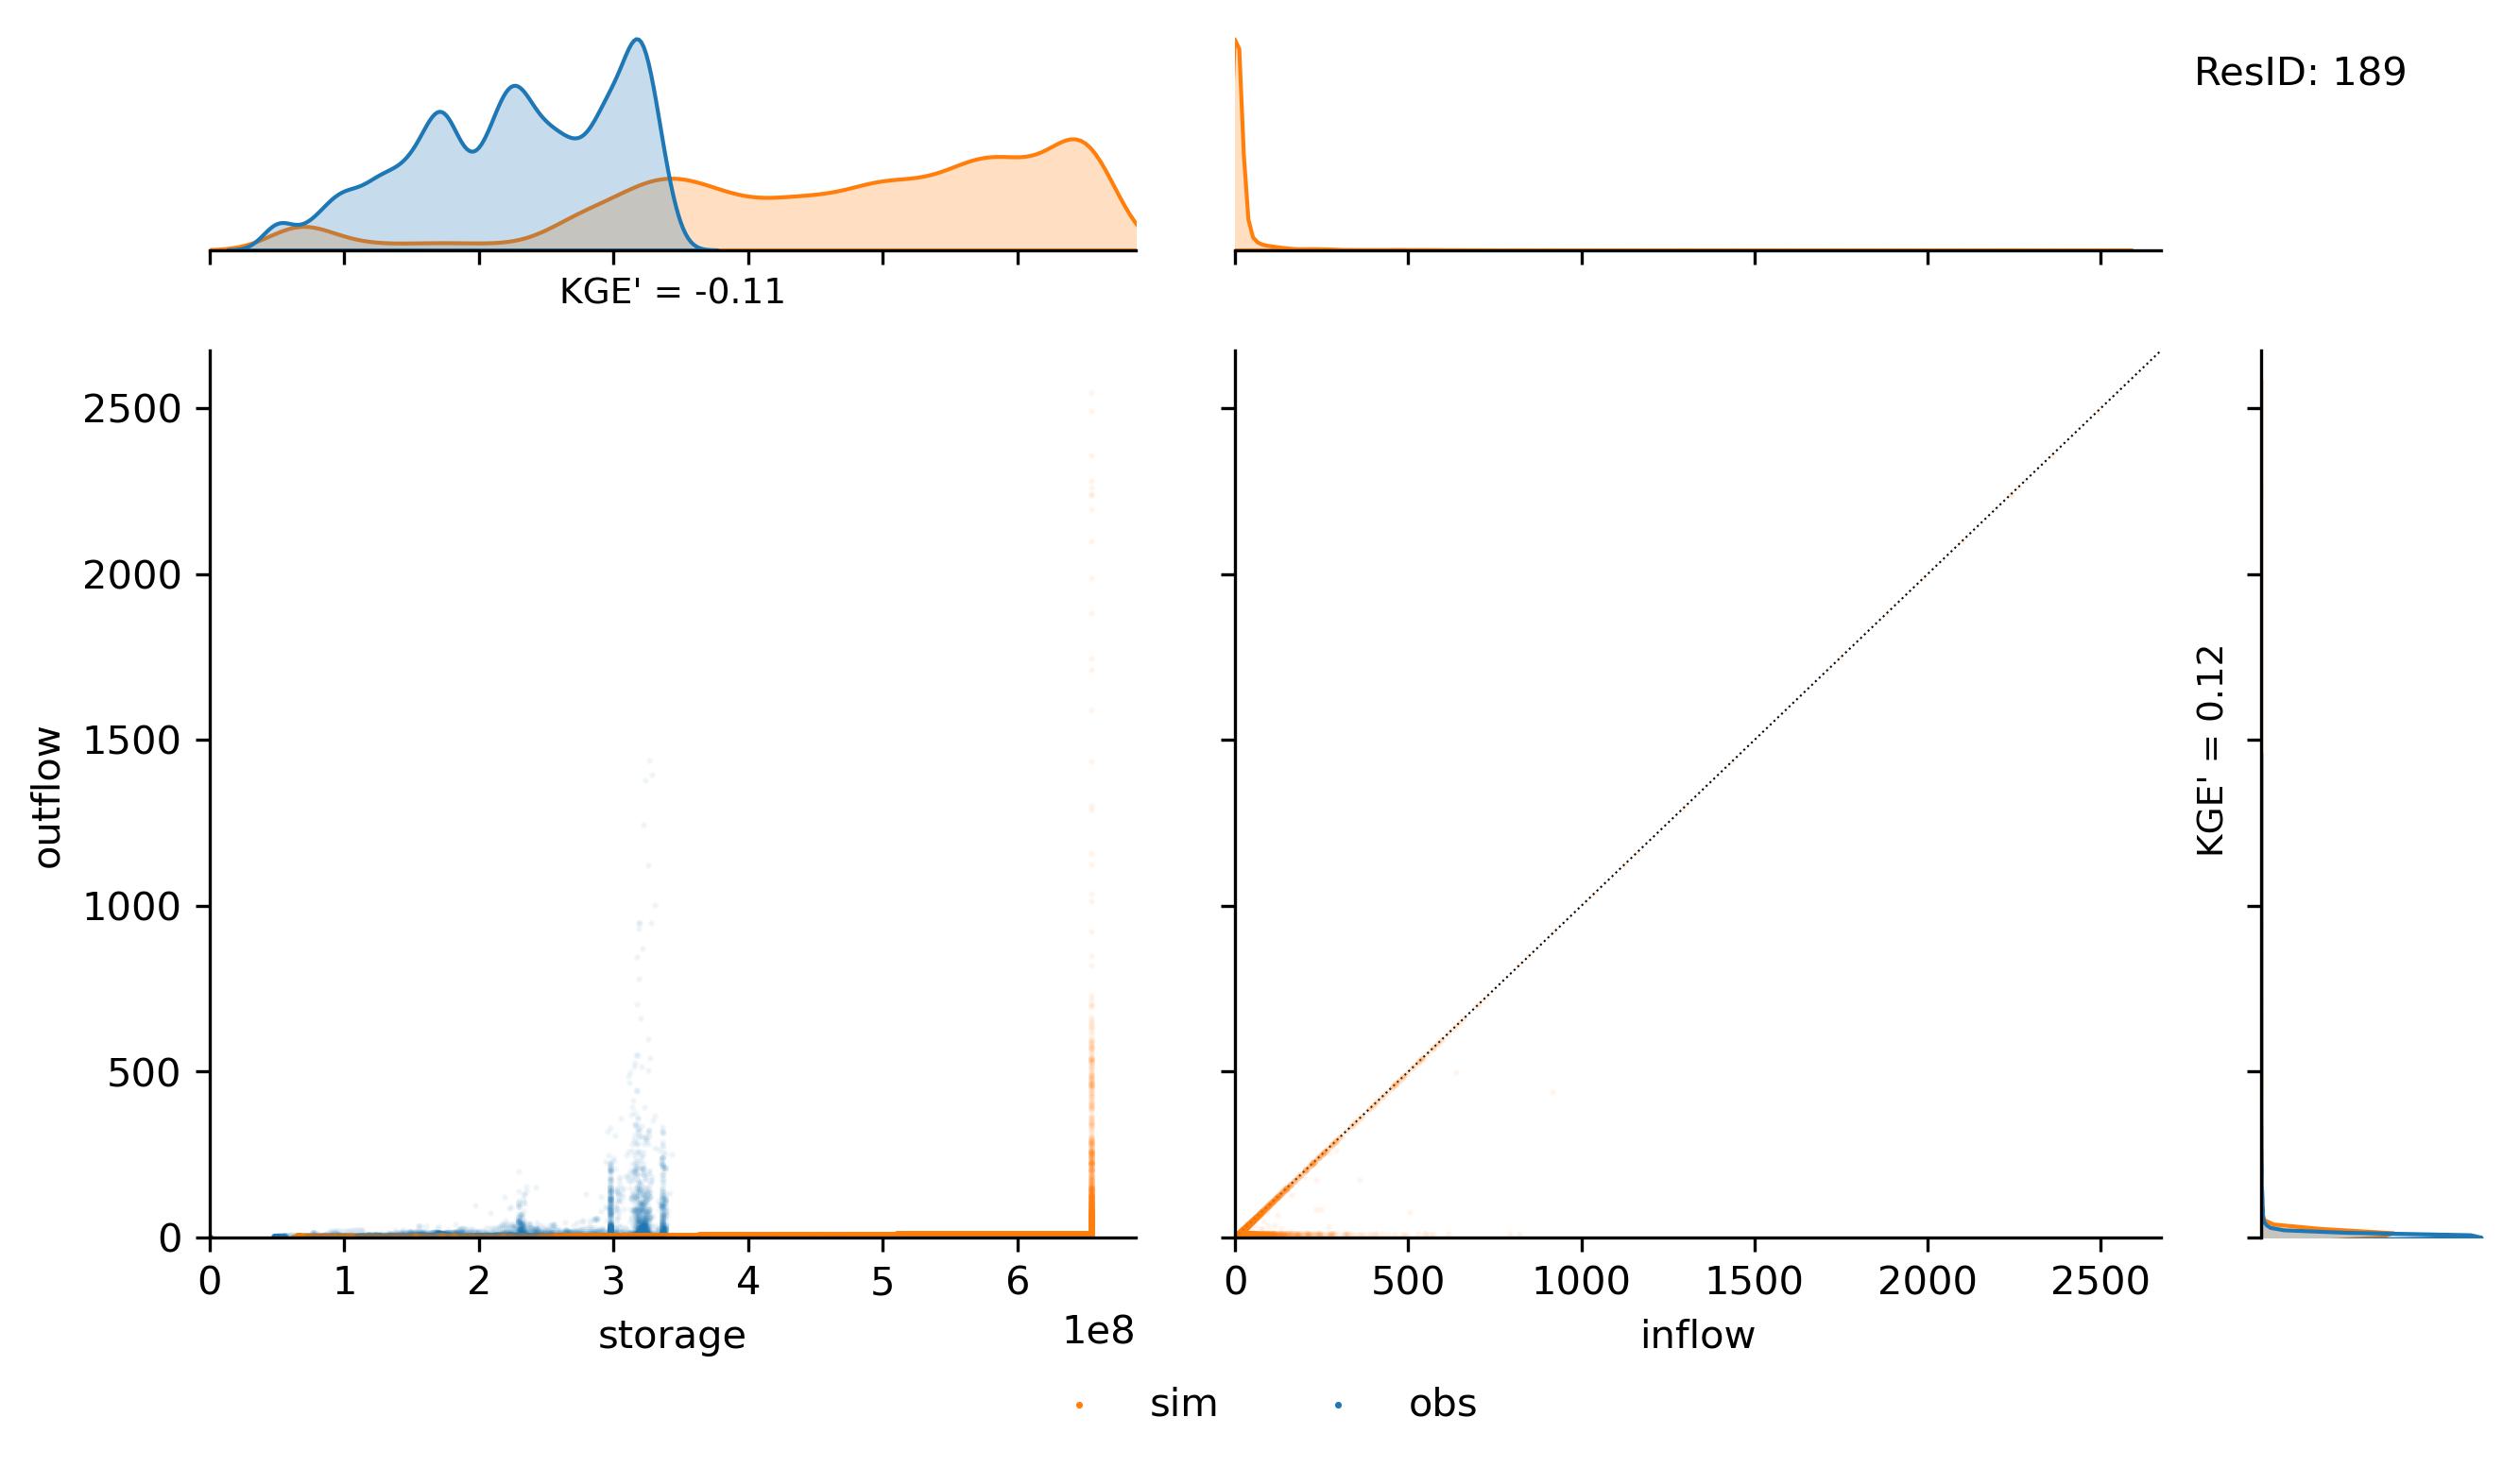 ResID: 189
KGE' = -0.11
outflow
2500
2000
1500
1000
500
0
0 1 2 3 4 5 6
storage
1e8
0 500 1000 1500 2000 2500
inflow
KGE' = 0.12
sim obs